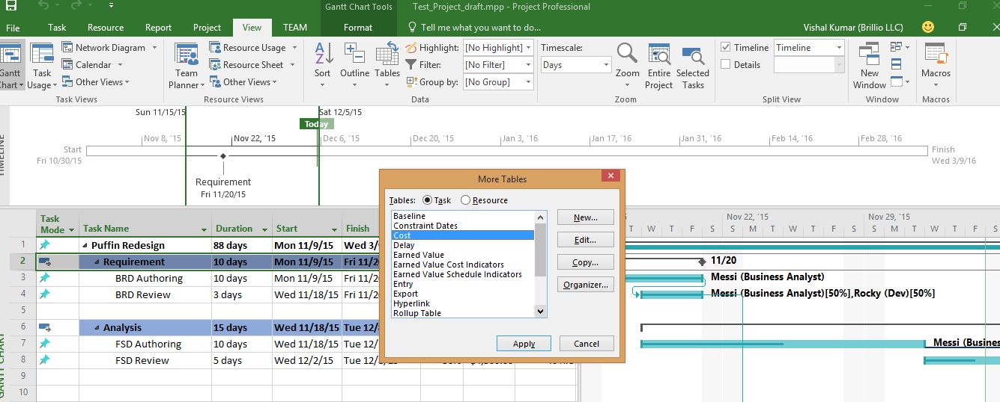 Gantt Chart Tools
Test_Project_draft.mpp - Project Professional
File Task Resource Report Project View TEAM Format Tell me what you want to do... Vishal Kumar (Brillio LLC)
Gantt Chart
Task Usage
Network Diagram
Calendar
Other Views
Task Views
Team Planner
Resource Usage
Resource Sheet
Other Views
Resource Views
A Z
Sort
Outline
Tables
Highlight: [No Highlight]
Filter: [No Filter]
Group by: [No Group]
Data
Timescale:
Days
Zoom
Entire Project
Selected Tasks
Zoom
Timeline Timeline
Details
Split View
New Window
Window
Macros
Macros
TIMELINE
Sun 11/15/15 Sat 12/5/15
Today
Nov 8, '15 Nov 22, '15 Dec 6, '15 Dec 20, '15 Jan 3, '16 Jan 17, '16 Jan 31, '16 Feb 14, '16 Feb 28, '16
Start
Fri 10/30/15
Finish
Wed 3/9/16
Requirement
Fri 11/20/15
More Tables
Tables: Task Resource
Baseline
Constraint Dates
Cost
Delay
Earned Value
Earned Value Cost Indicators
Earned Value Schedule Indicators
Entry
Export
Hyperlink
Rollup Table
New...
Edit...
Copy...
Organizer...
Apply Cancel
GANTT CHART
Task Mode Task Name Duration Start Finish
1 Puffin Redesign 88 days Mon 11/9/15 Wed 3/
2 Requirement 10 days Mon 11/9/15 Fri 11/20
3 BRD Authoring 10 days Mon 11/9/15 Fri 11/2
4 BRD Review 3 days Wed 11/18/15 Fri 11/2
5
6 Analysis 15 days Wed 11/18/15 Tue 12/
7 FSD Authoring 10 days Wed 11/18/15 Tue 12/
8 FSD Review 5 days Wed 12/2/15
9
10
Nov 22, '15 Nov 29, '15
T W T F S S M T W T F S S M T W T F S
11/20
Messi (Business Analyst)
Messi (Business Analyst)[50%],Rocky (Dev)[50%]
Messi (Busines